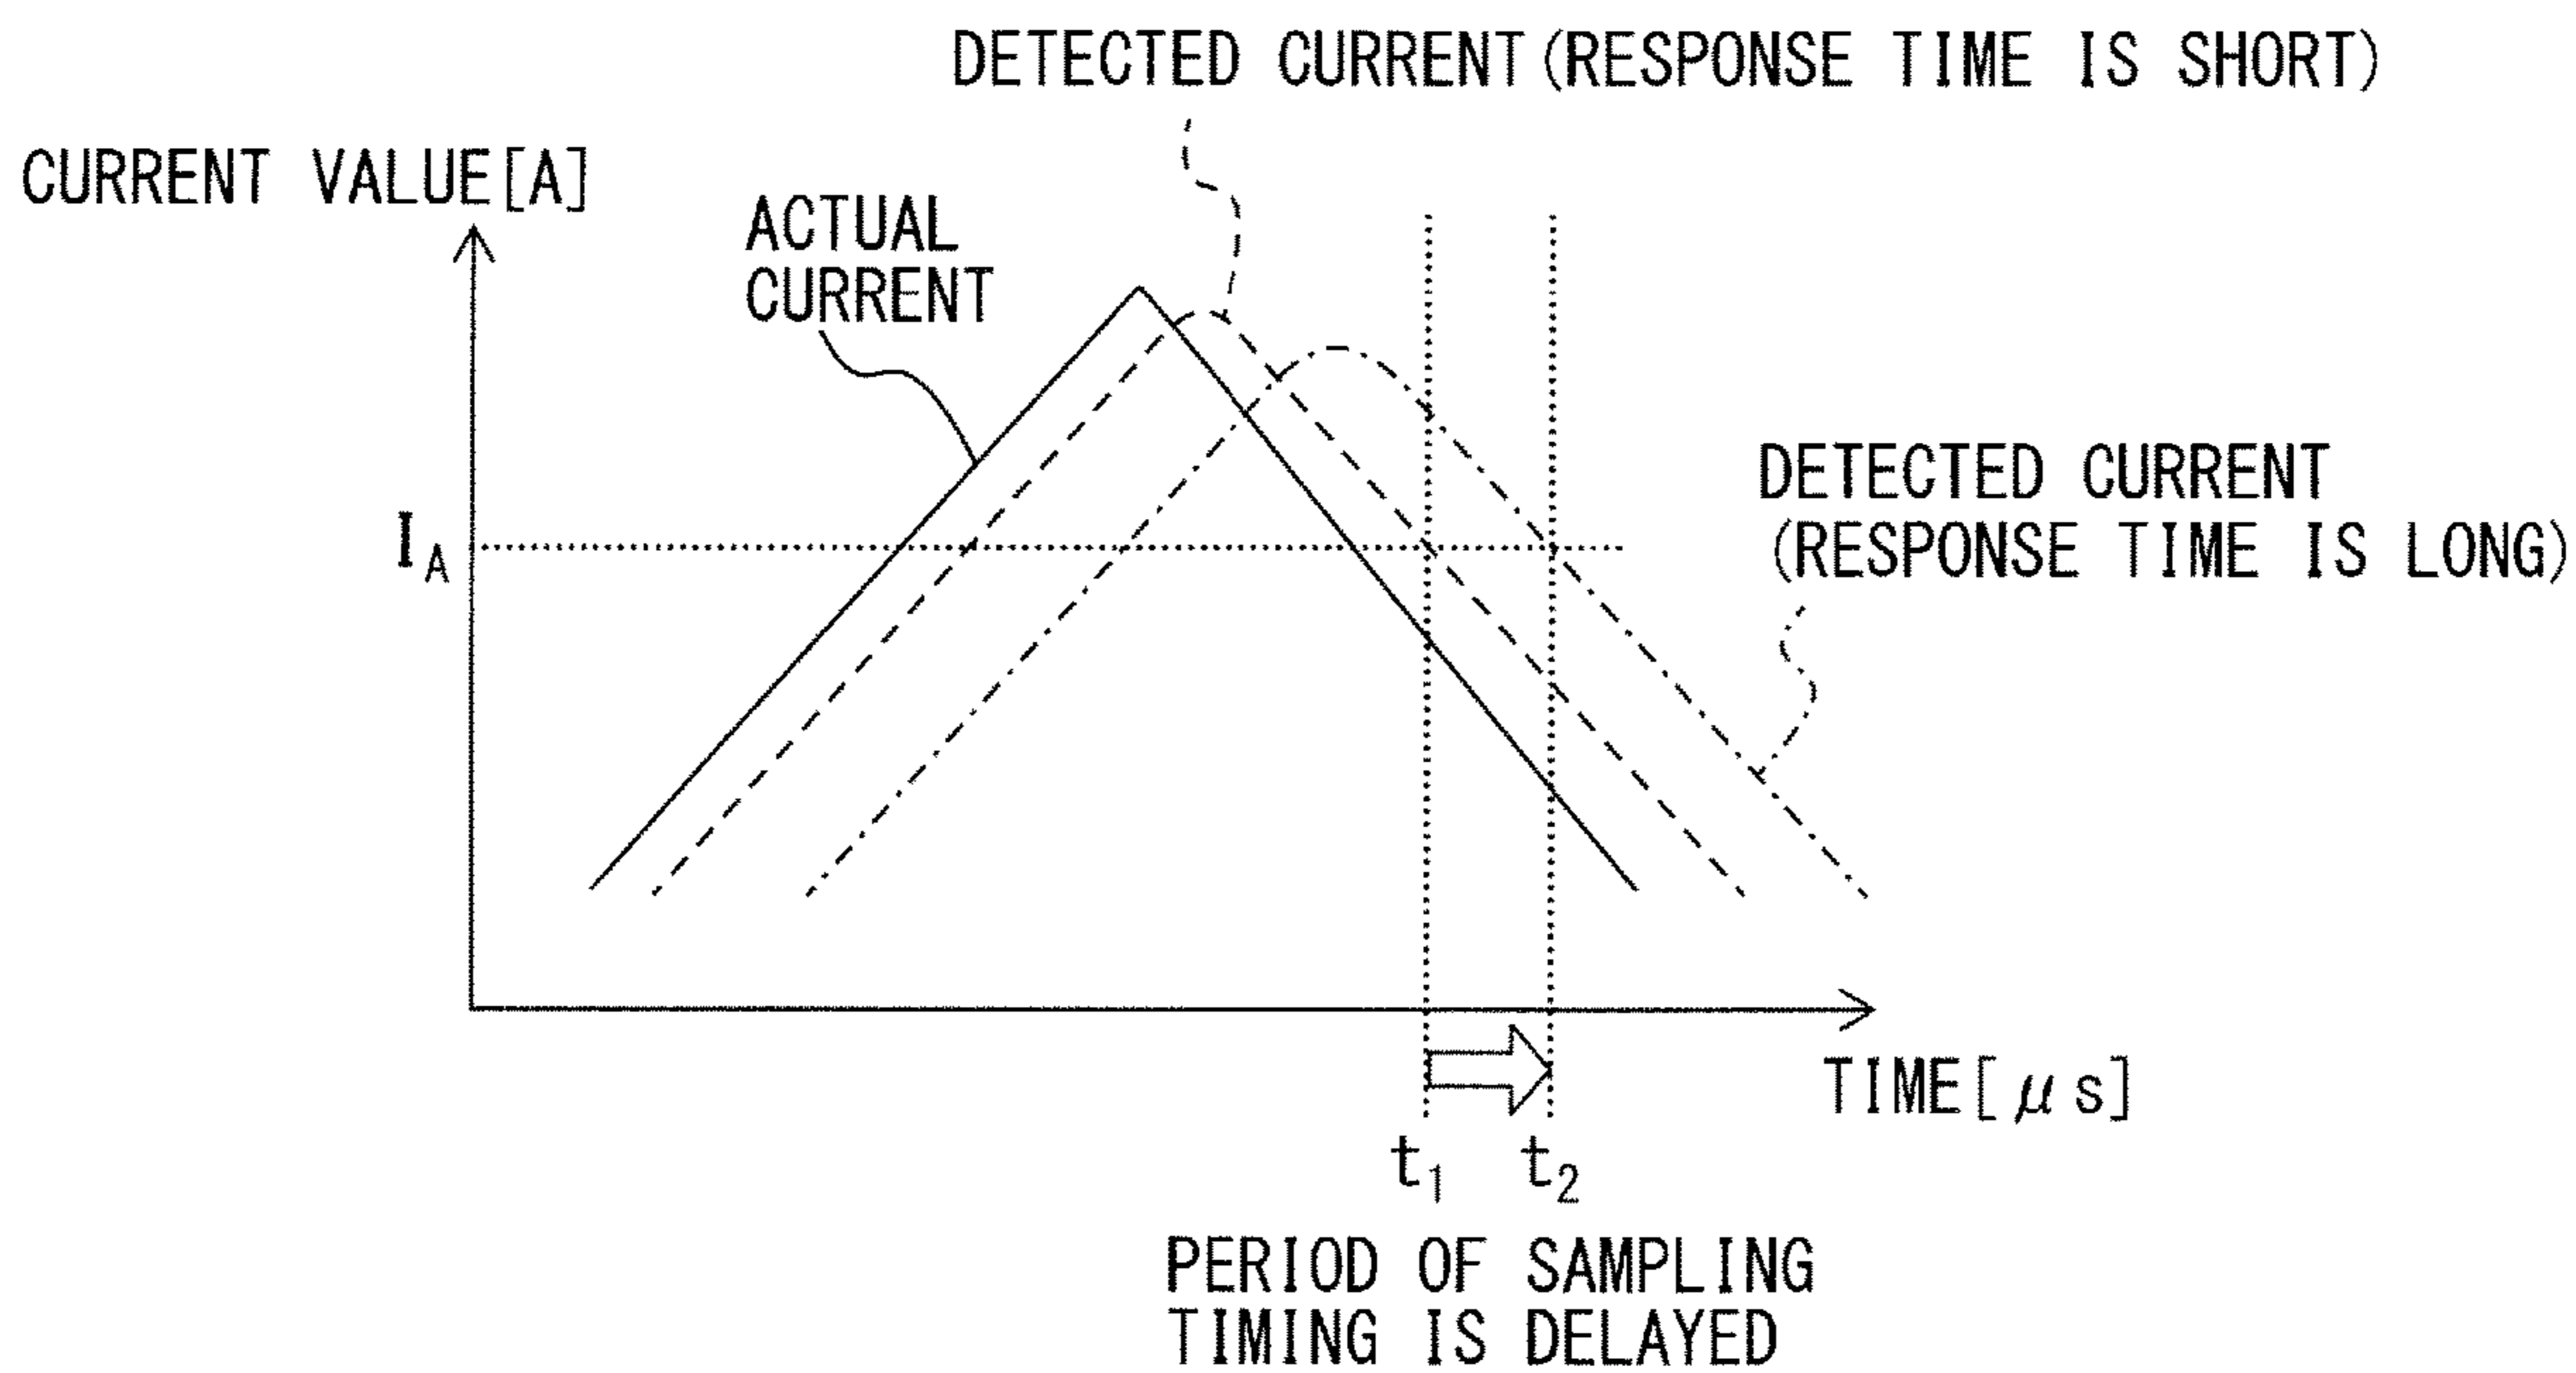 DETECTED CURRENT(RESPONSE TIME IS SHORT)
CURRENT VALUE[A]
ACTUAL
CURRENT
DETECTED CURRENT
(RESPONSE TIME IS LONG)
IA
TIME[μs]
t1 t2
PERIOD OF SAMPLING
TIMING IS DELAYED